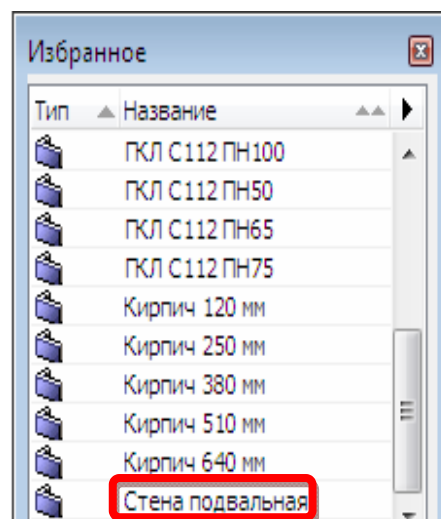 Избранное
Тип Название
ГКЛ С112 ПН100
ГКЛ С112 ПН50
ГКЛ С112 ПН65
ГКЛ С112 ПН75
Кирпич 120 мм
Кирпич 250 мм
Кирпич 380 мм
Кирпич 510 мм
Кирпич 640 мм
Стена подвальная